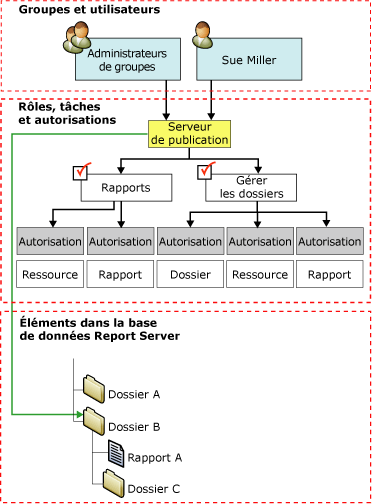 Groupes et utilisateurs
Administrateurs
de groupes
Sue Miller
Rôles, tâches
et autorisations
Serveur
de publication
Rapports
Gérer
les dossiers
Autorisation Autorisation Autorisation Autorisation Autorisation
Ressource Rapport Dossier Ressource Rapport
Éléments dans la base
de données Report Server
Dossier A
Dossier B
Rapport A
Dossier C